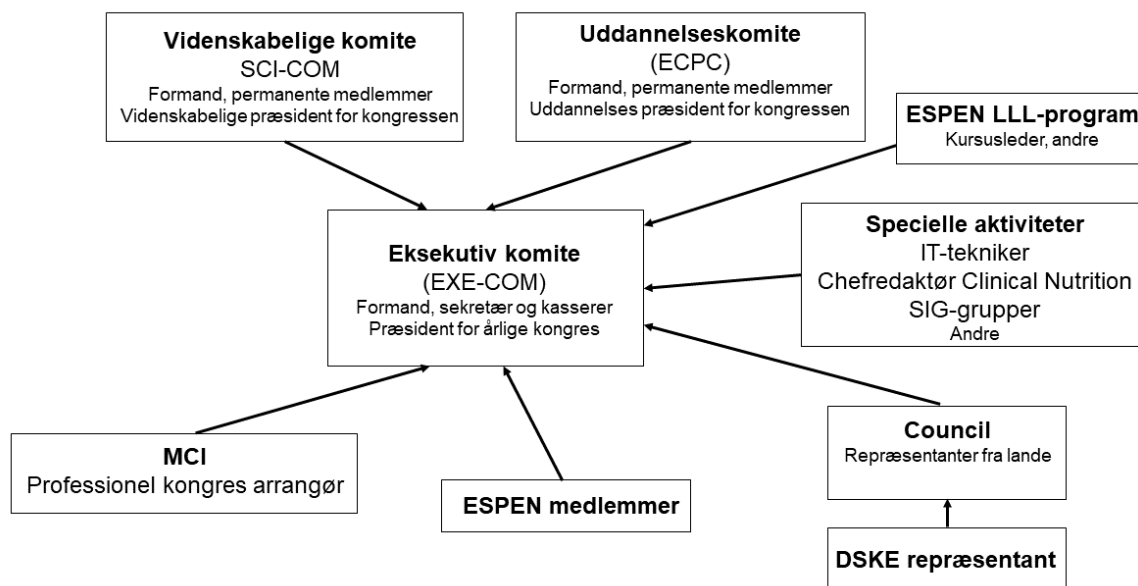 Videnskabelige komite
SCI-COM
Formand, permanente medlemmer
Videnskabelige præsident for kongressen
Uddannelseskomite
(ECPC)
Formand, permanente medlemmer
Uddannelses præsident for kongressen
ESPEN LLL-program
Kursusleder, andre
Eksekutiv komite
(EXE-COM)
Formand, sekretær og kasserer
Præsident for årlige kongres
Specielle aktiviteter
IT-tekniker
Chefredaktør Clinical Nutrition
SIG-grupper
Andre
MCI
Professionel kongres arrangør
ESPEN medlemmer
Council
Repræsentanter fra lande
DSKE repræsentant